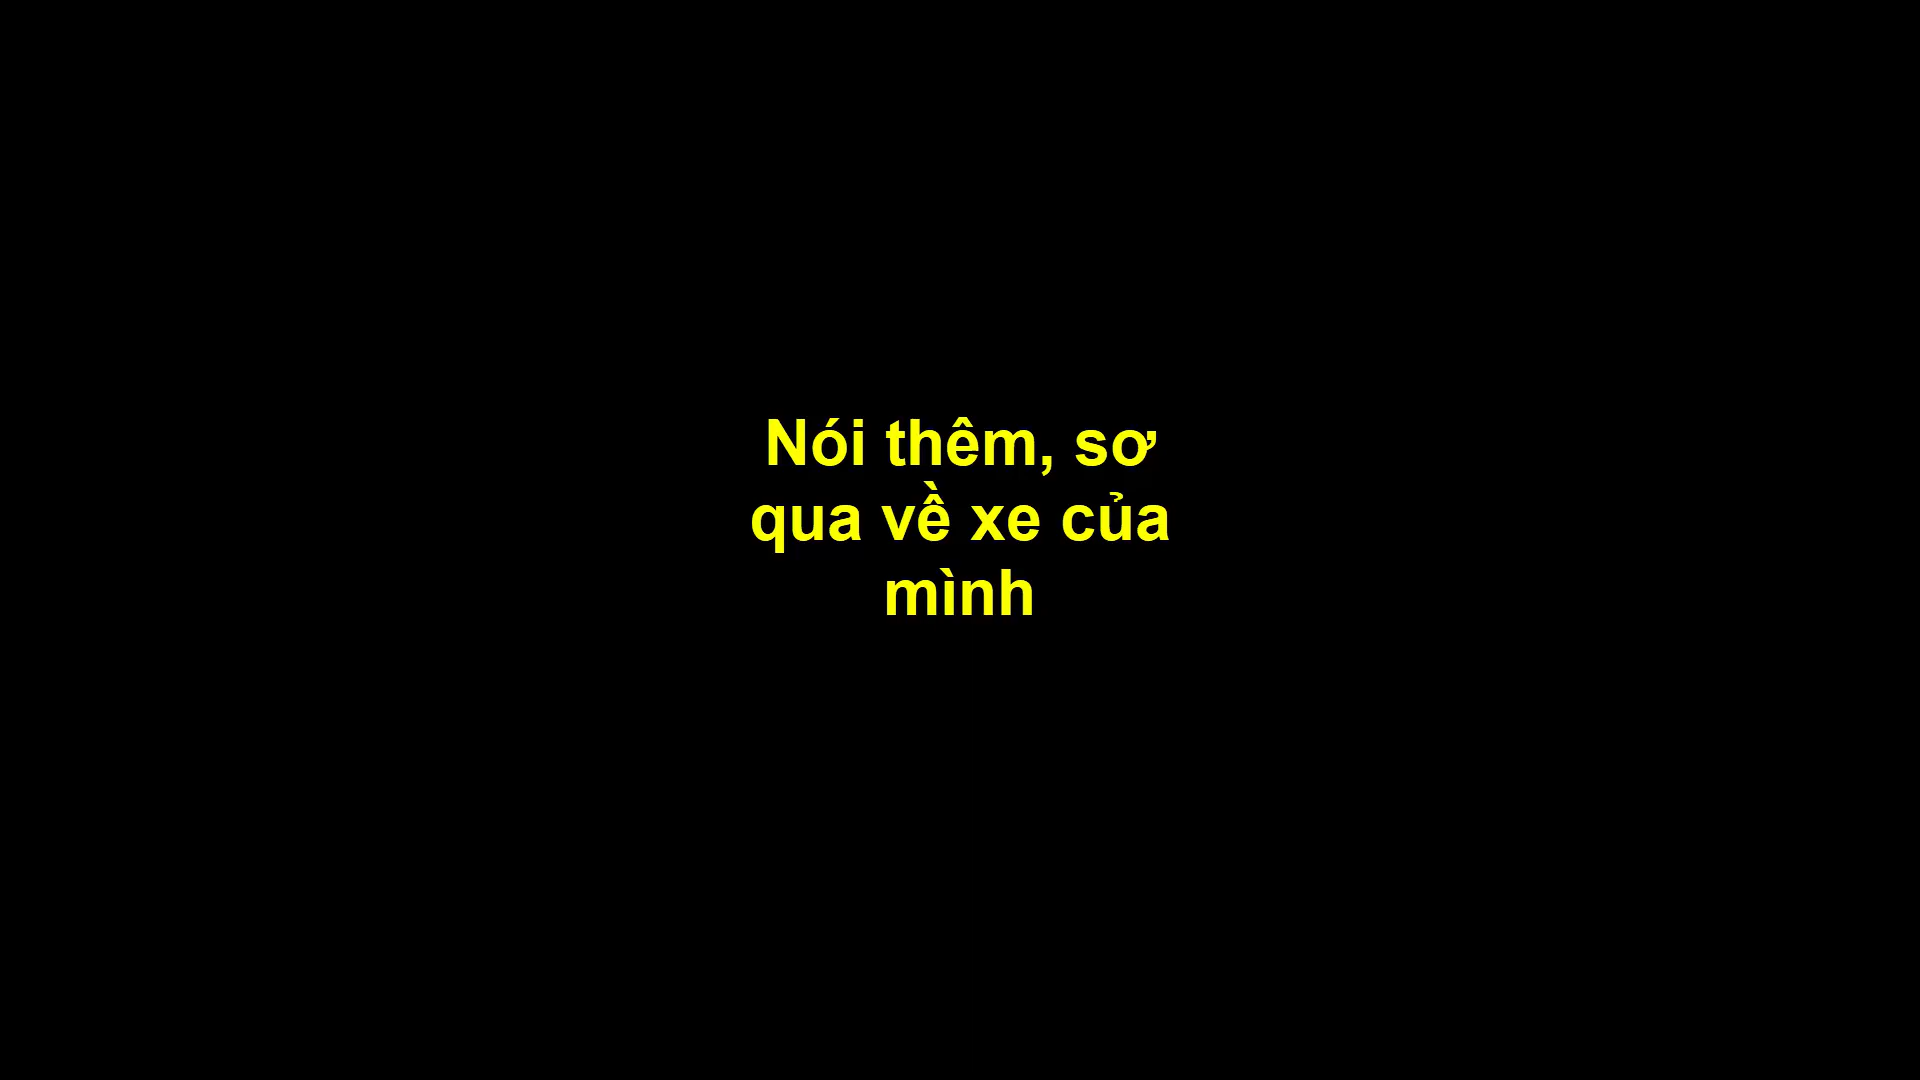 Nói thêm, sơ
qua về xe của
mình